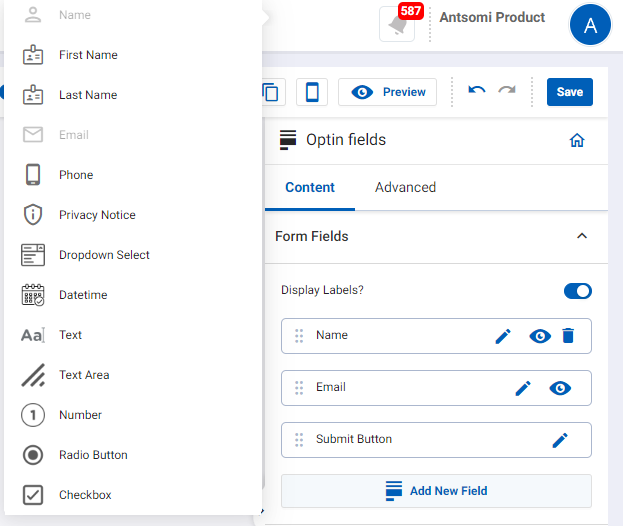 Name
First Name
Last Name
Email
Phone
Privacy Notice
Dropdown Select
Datetime
Aa Text
Text Area
1 Number
Radio Button
Checkbox
587
Antsomi Product
A
Preview
Save
Optin fields
Content Advanced
Form Fields
Display Labels?
Name
Email
Submit Button
Add New Field